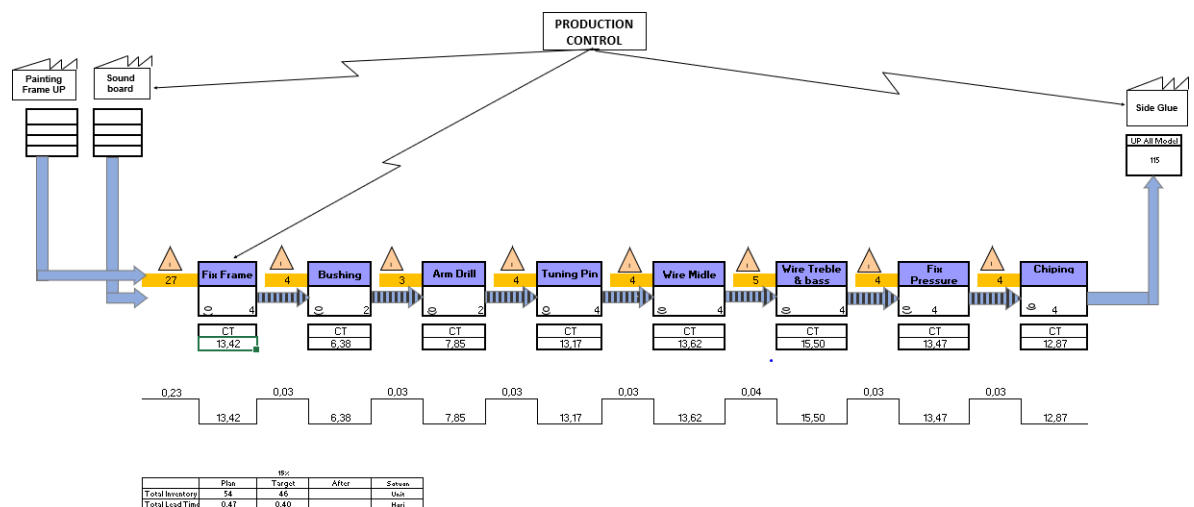 PRODUCTION
CONTROL
Painting
Frame UP
Sound
board
Side Glue
UP All Model
115
27
Fix Frame
4
4
Bushing
2
3
Arm Drill
2
4
Tuning Pin
4
4
Wire Midle
4
5
Wire Treble
& bass
4
4
Fix
Pressure
4
4
Chiping
4
CT
13,42
CT
6,38
CT
7,85
CT
13,17
CT
13,62
CT
15,50
CT
13,47
CT
12,87
0,23 0,03 0,03 0,03 0,03 0,04 0,03 0,03
13,42 6,38 7,85 13,17 13,62 15,50 13,47 12,87
15%
Plan Target After Satuan
Total Inventory 54 46 Unit
Total Lead Time 0,47 0,40 Hari